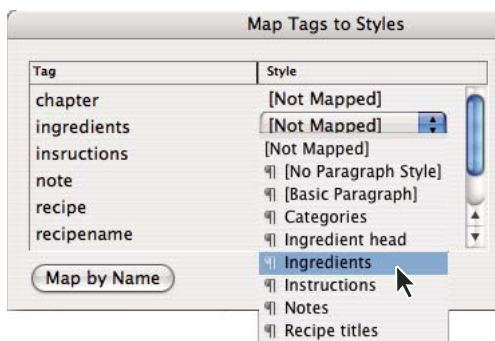 Map Tags to Styles
Tag Style
chapter [Not Mapped]
ingredients [Not Mapped]
insructions [Not Mapped]
note ¶ [No Paragraph Style]
recipe ¶ [Basic Paragraph]
recipename ¶ Categories
¶ Ingredient head
Map by Name ¶ Ingredients
¶ Instructions
¶ Notes
¶ Recipe titles